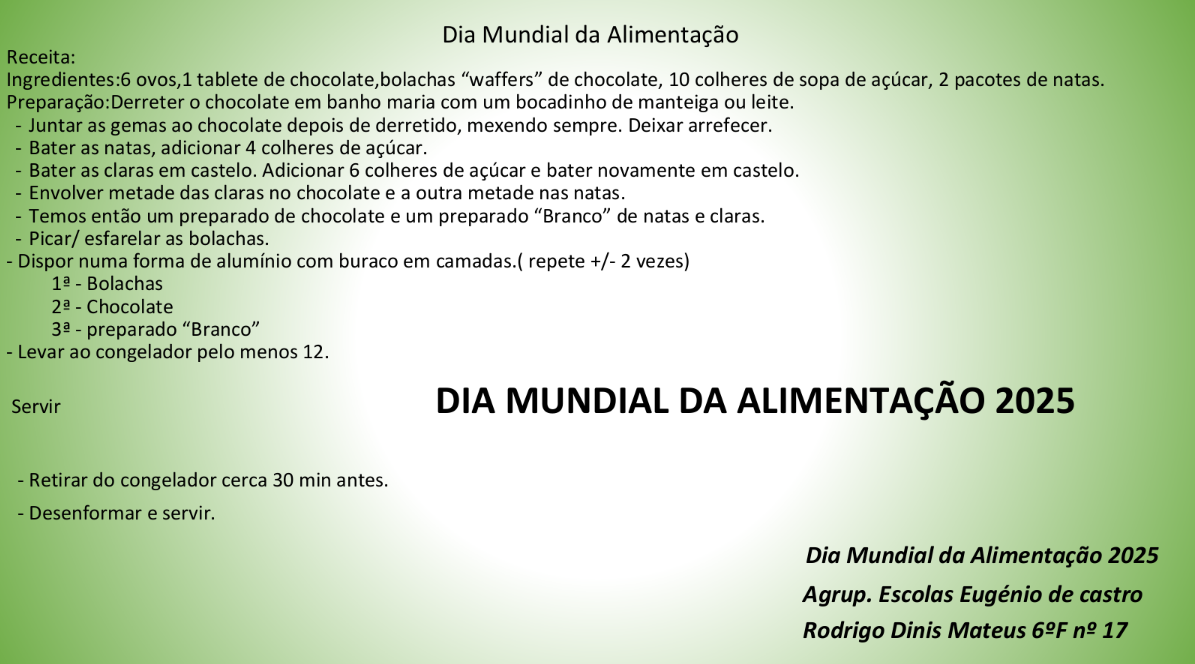 Dia Mundial da Alimentação
Receita:
Ingredientes:6 ovos,1 tablete de chocolate,bolachas “waffers” de chocolate, 10 colheres de sopa de açúcar, 2 pacotes de natas.
Preparação:Derreter o chocolate em banho maria com um bocadinho de manteiga ou leite.
- Juntar as gemas ao chocolate depois de derretido, mexendo sempre. Deixar arrefecer.
- Bater as natas, adicionar 4 colheres de açúcar.
- Bater as claras em castelo. Adicionar 6 colheres de açúcar e bater novamente em castelo.
- Envolver metade das claras no chocolate e a outra metade nas natas.
- Temos então um preparado de chocolate e um preparado “Branco” de natas e claras.
- Picar/ esfarelar as bolachas.
- Dispor numa forma de alumínio com buraco em camadas.( repete +/- 2 vezes)
1ª - Bolachas
2ª - Chocolate
3ª - preparado “Branco”
- Levar ao congelador pelo menos 12.
DIA MUNDIAL DA ALIMENTAÇÃO 2025
Servir
- Retirar do congelador cerca 30 min antes.
- Desenformar e servir.
Dia Mundial da Alimentação 2025
Agrup. Escolas Eugénio de castro
Rodrigo Dinis Mateus 6ºF nº 17